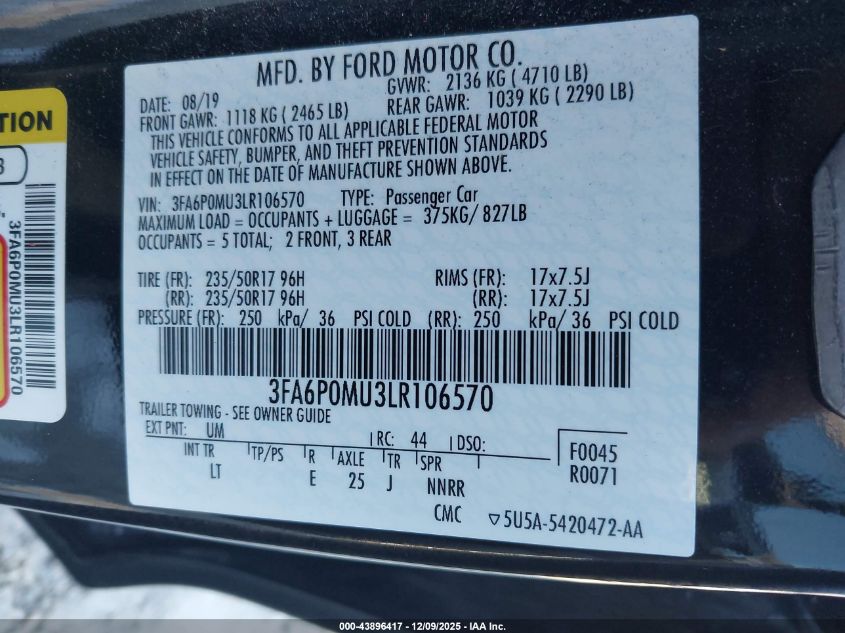 MFD. BY FORD MOTOR CO.
DATE: 08/19 GVWR: 2136 KG ( 4710 LB)
FRONT GAWR: 1118 KG ( 2465 LB) REAR GAWR: 1039 KG ( 2290 LB)
THIS VEHICLE CONFORMS TO ALL APPLICABLE FEDERAL MOTOR
VEHICLE SAFETY, BUMPER, AND THEFT PREVENTION STANDARDS
IN EFFECT ON THE DATE OF MANUFACTURE SHOWN ABOVE.
VIN: 3FA6P0MU3LR106570 TYPE: Passenger Car
MAXIMUM LOAD = OCCUPANTS + LUGGAGE = 375KG/ 827LB
OCCUPANTS = 5 TOTAL; 2 FRONT, 3 REAR
TIRE (FR): 235/50R17 96H RIMS (FR): 17x7.5J
(RR): 235/50R17 96H (RR): 17x7.5J
PRESSURE (FR): 250 kPa/ 36 PSI COLD (RR): 250 kPa/ 36 PSI COLD
3FA6P0MU3LR106570
TRAILER TOWING - SEE OWNER GUIDE
EXT PNT: UM RC: 44 DSO:
INT TR TP/PS R AXLE TR SPR
LT E 25 J NNRR
F0045
R0071
CMC ▽5U5A-5420472-AA
3FA6P0MU3LR106570
000-43896417 | 12/09/2025 | IAA Inc.